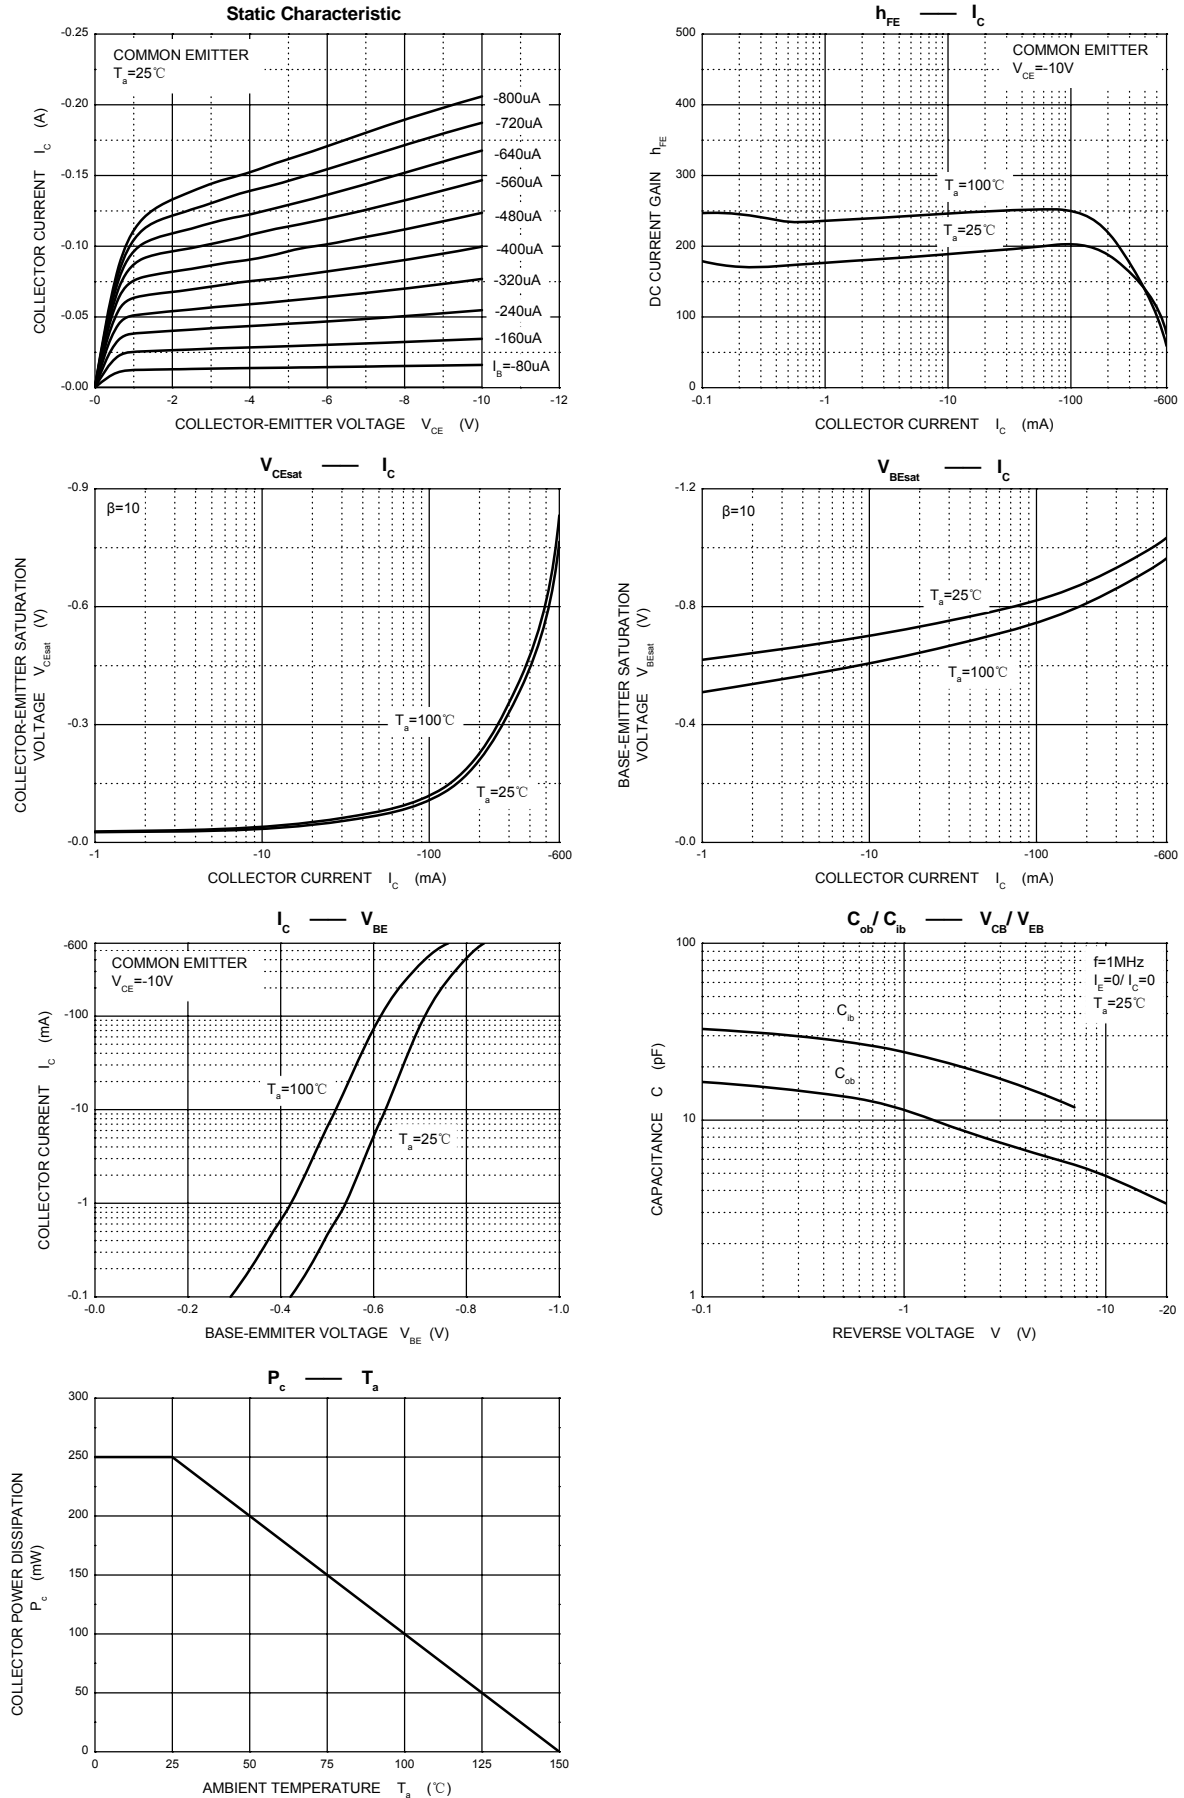 Static Characteristic
-0.25
-0.20
-0.15
-0.10
-0.05
-0.00
-0
-2
-4
-6
-8
-10
-12
COMMON EMITTER
Ta=25℃
-800uA
-720uA
-640uA
-560uA
-480uA
-400uA
-320uA
-240uA
-160uA
IB=-80uA
COLLECTOR CURRENT IC (A)
COLLECTOR-EMITTER VOLTAGE VCE (V)
hFE —— IC
500
400
300
200
100
0
-0.1
-1
-10
-100
-600
COMMON EMITTER
VCE=-10V
Ta=100℃
Ta=25℃
DC CURRENT GAIN hFE
COLLECTOR CURRENT IC (mA)
VCEsat —— IC
-0.9
-0.6
-0.3
-0.0
-1
-10
-100
-600
β=10
Ta=100℃
Ta=25℃
COLLECTOR-EMITTER SATURATION
VOLTAGE VCEsat (V)
COLLECTOR CURRENT IC (mA)
VBEsat —— IC
-1.2
-0.8
-0.4
-0.0
-1
-10
-100
-600
β=10
Ta=25℃
Ta=100℃
BASE-EMITTER SATURATION
VOLTAGE VBEsat (V)
COLLECTOR CURRENT IC (mA)
IC —— VBE
-600
-100
-10
-1
-0.1
-0.0
-0.2
-0.4
-0.6
-0.8
-1.0
COMMON EMITTER
VCE=-10V
Ta=100℃
Ta=25℃
COLLECTOR CURRENT IC (mA)
BASE-EMMITER VOLTAGE VBE (V)
Cob/ Cib —— VCB/ VEB
100
10
1
-0.1
-1
-10
-20
f=1MHz
IE=0/ IC=0
Ta=25℃
Cib
Cob
CAPACITANCE C (pF)
REVERSE VOLTAGE V (V)
Pc —— Ta
300
250
200
150
100
50
0
0
25
50
75
100
125
150
COLLECTOR POWER DISSIPATION
Pc (mW)
AMBIENT TEMPERATURE Ta (℃)